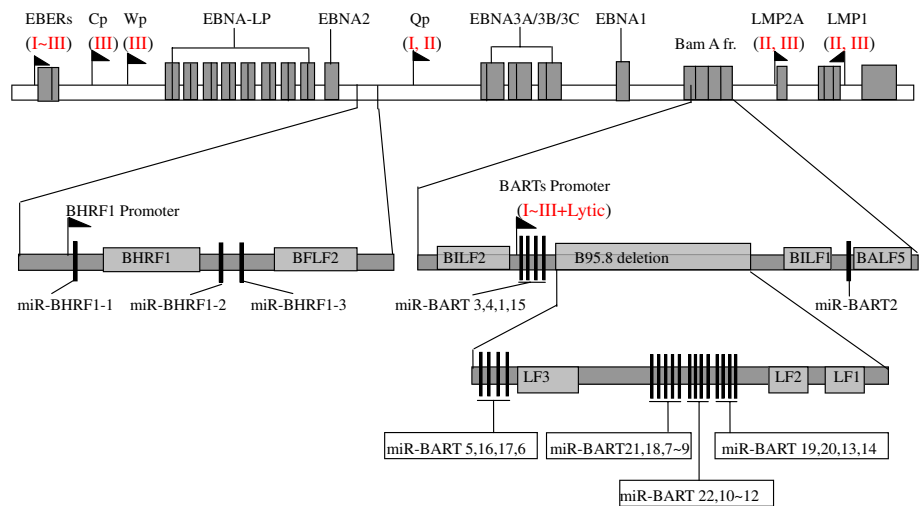 EBERs
(I~III)
Cp
(III)
Wp
(III)
EBNA-LP
EBNA2
Qp
(I, II)
EBNA3A/3B/3C
EBNA1
Bam A fr.
LMP2A
(II, III)
LMP1
(II, III)
BHRF1 Promoter
BHRF1
BFLF2
miR-BHRF1-1
miR-BHRF1-2
miR-BHRF1-3
BARTs Promoter
(I~III+Lytic)
BILF2
B95.8 deletion
BILF1
BALF5
miR-BART 3,4,1,15
miR-BART2
LF3
LF2
LF1
miR-BART 5,16,17,6
miR-BART21,18,7~9
miR-BART 19,20,13,14
miR-BART 22,10~12